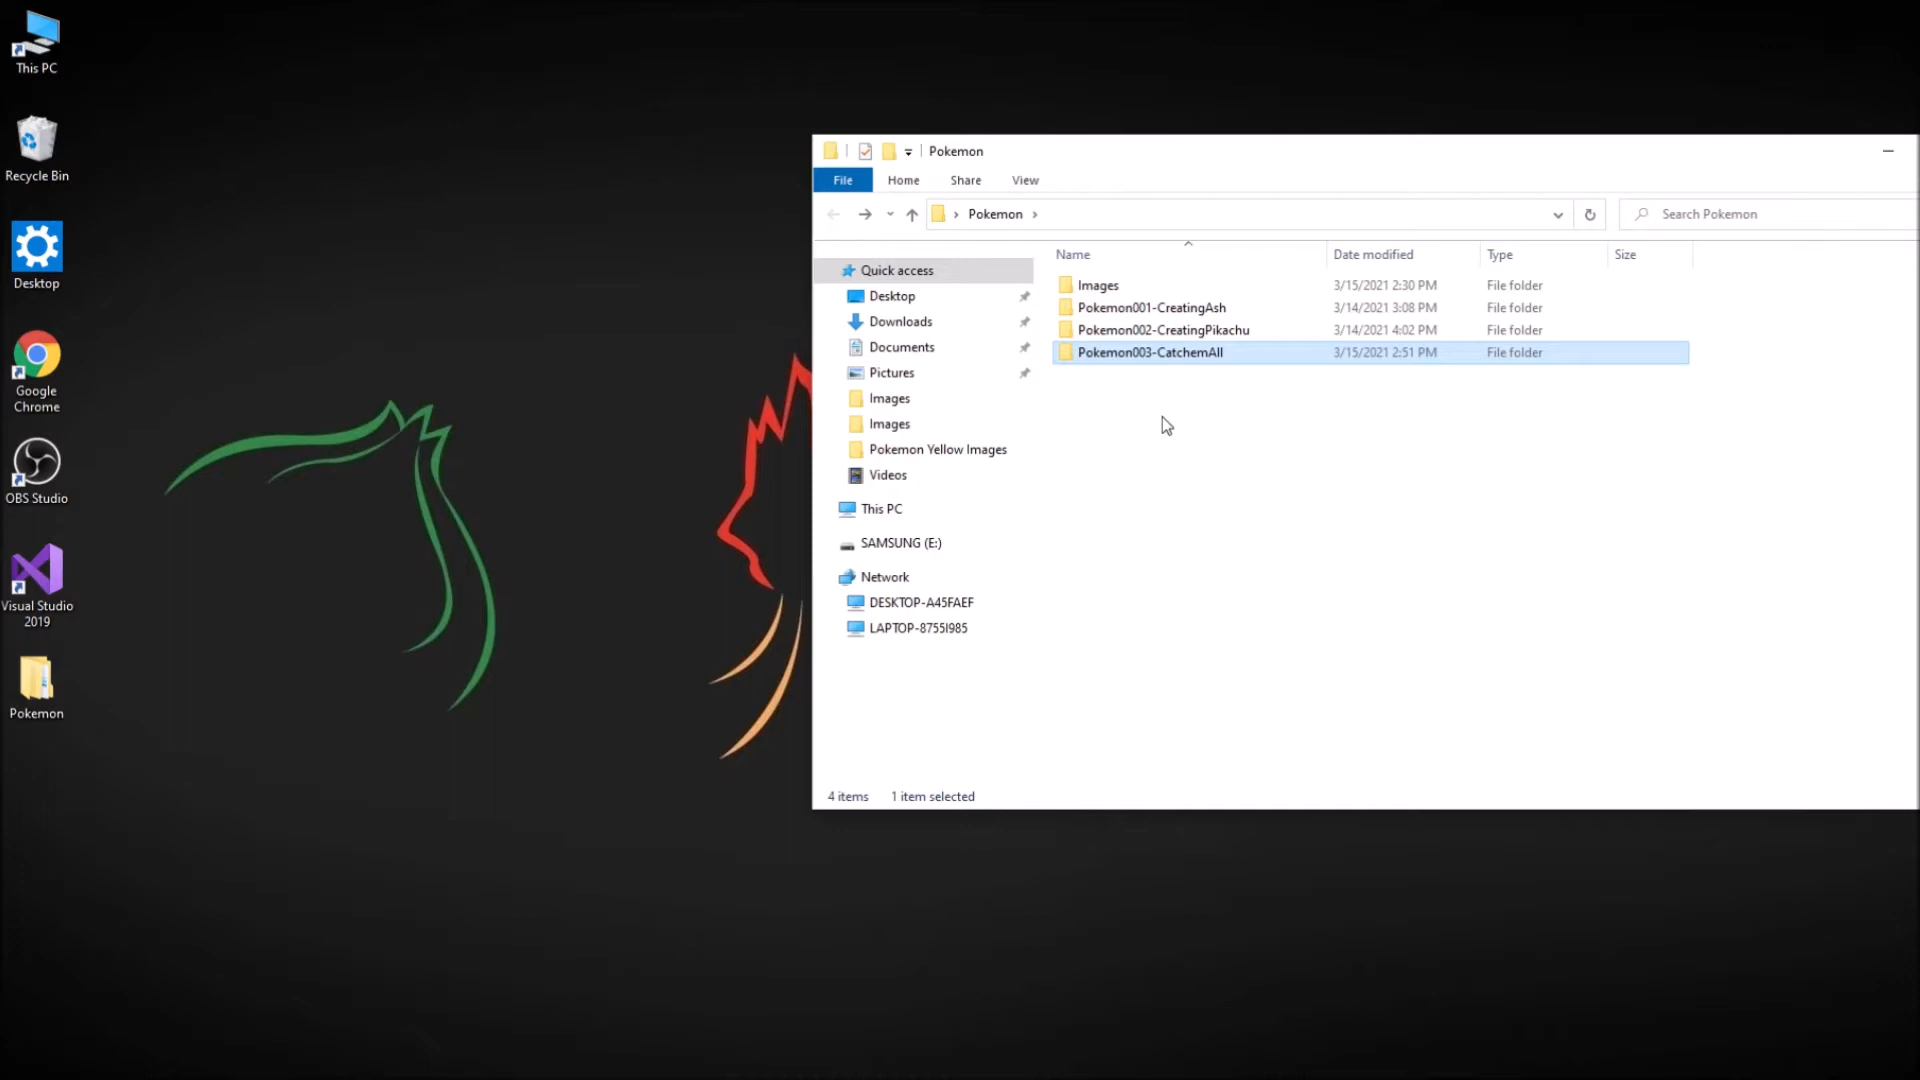 This PC
Recycle Bin
Desktop
Google
Chrome
OBS Studio
Visual Studio
2019
Pokemon
Pokemon
File Home Share View
Pokemon
Search Pokemon
Name Date modified Type Size
Images 3/15/2021 2:30 PM File folder
Pokemon001-CreatingAsh 3/14/2021 3:08 PM File folder
Pokemon002-CreatingPikachu 3/14/2021 4:02 PM File folder
Pokemon003-CatchemAll 3/15/2021 2:51 PM File folder
Quick access
Desktop
Downloads
Documents
Pictures
Images
Images
Pokemon Yellow Images
Videos
This PC
SAMSUNG (E:)
Network
DESKTOP-A45FAEF
LAPTOP-8755I985
4 items 1 item selected